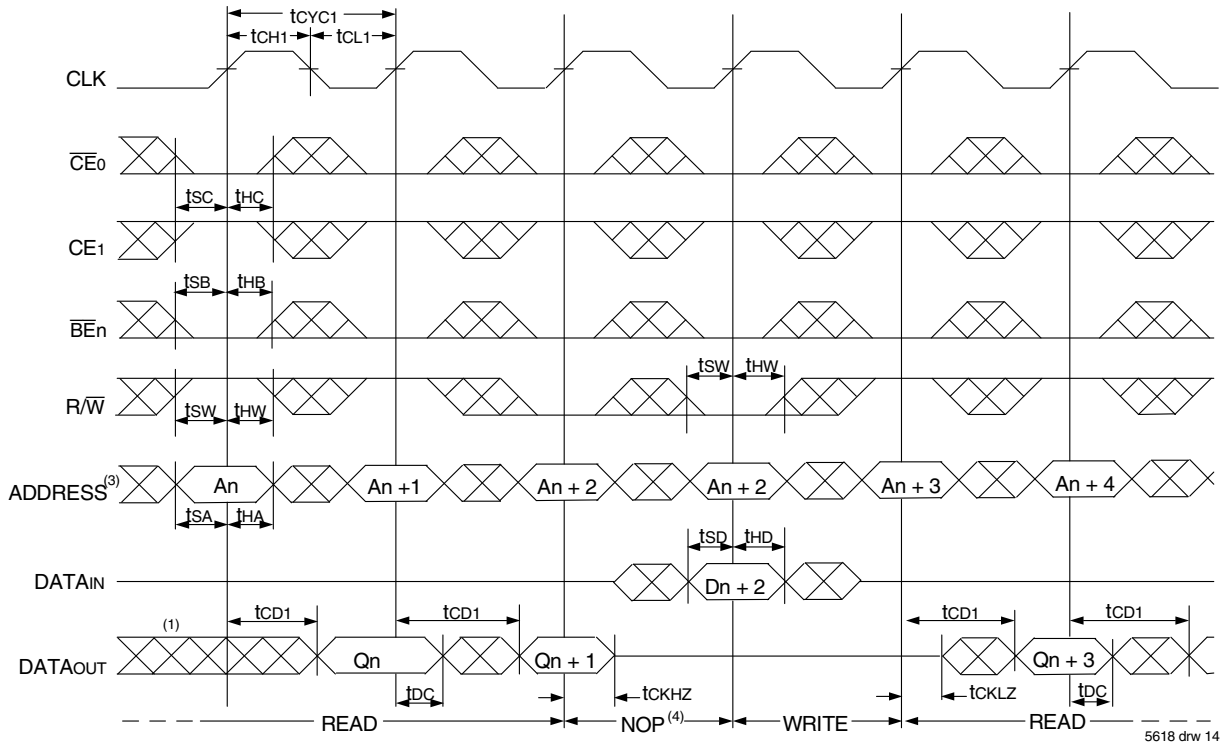 tCYC1
tCH1 tCL1
CLK
CE0
tSC tHC
CE1
tSB tHB
BEn
tSW tHW
R/W
tSW tHW
ADDRESS(3) An An +1 An + 2 An + 2 An + 3 An + 4
tSA tHA
tSD tHD
DATAIN Dn + 2
(1) tCD1 tCD1 tCD1 tCD1
DATAOUT Qn Qn + 1 Qn + 3
tDC tCKHZ tCKLZ tDC
READ NOP(4) WRITE READ
5618 drw 14